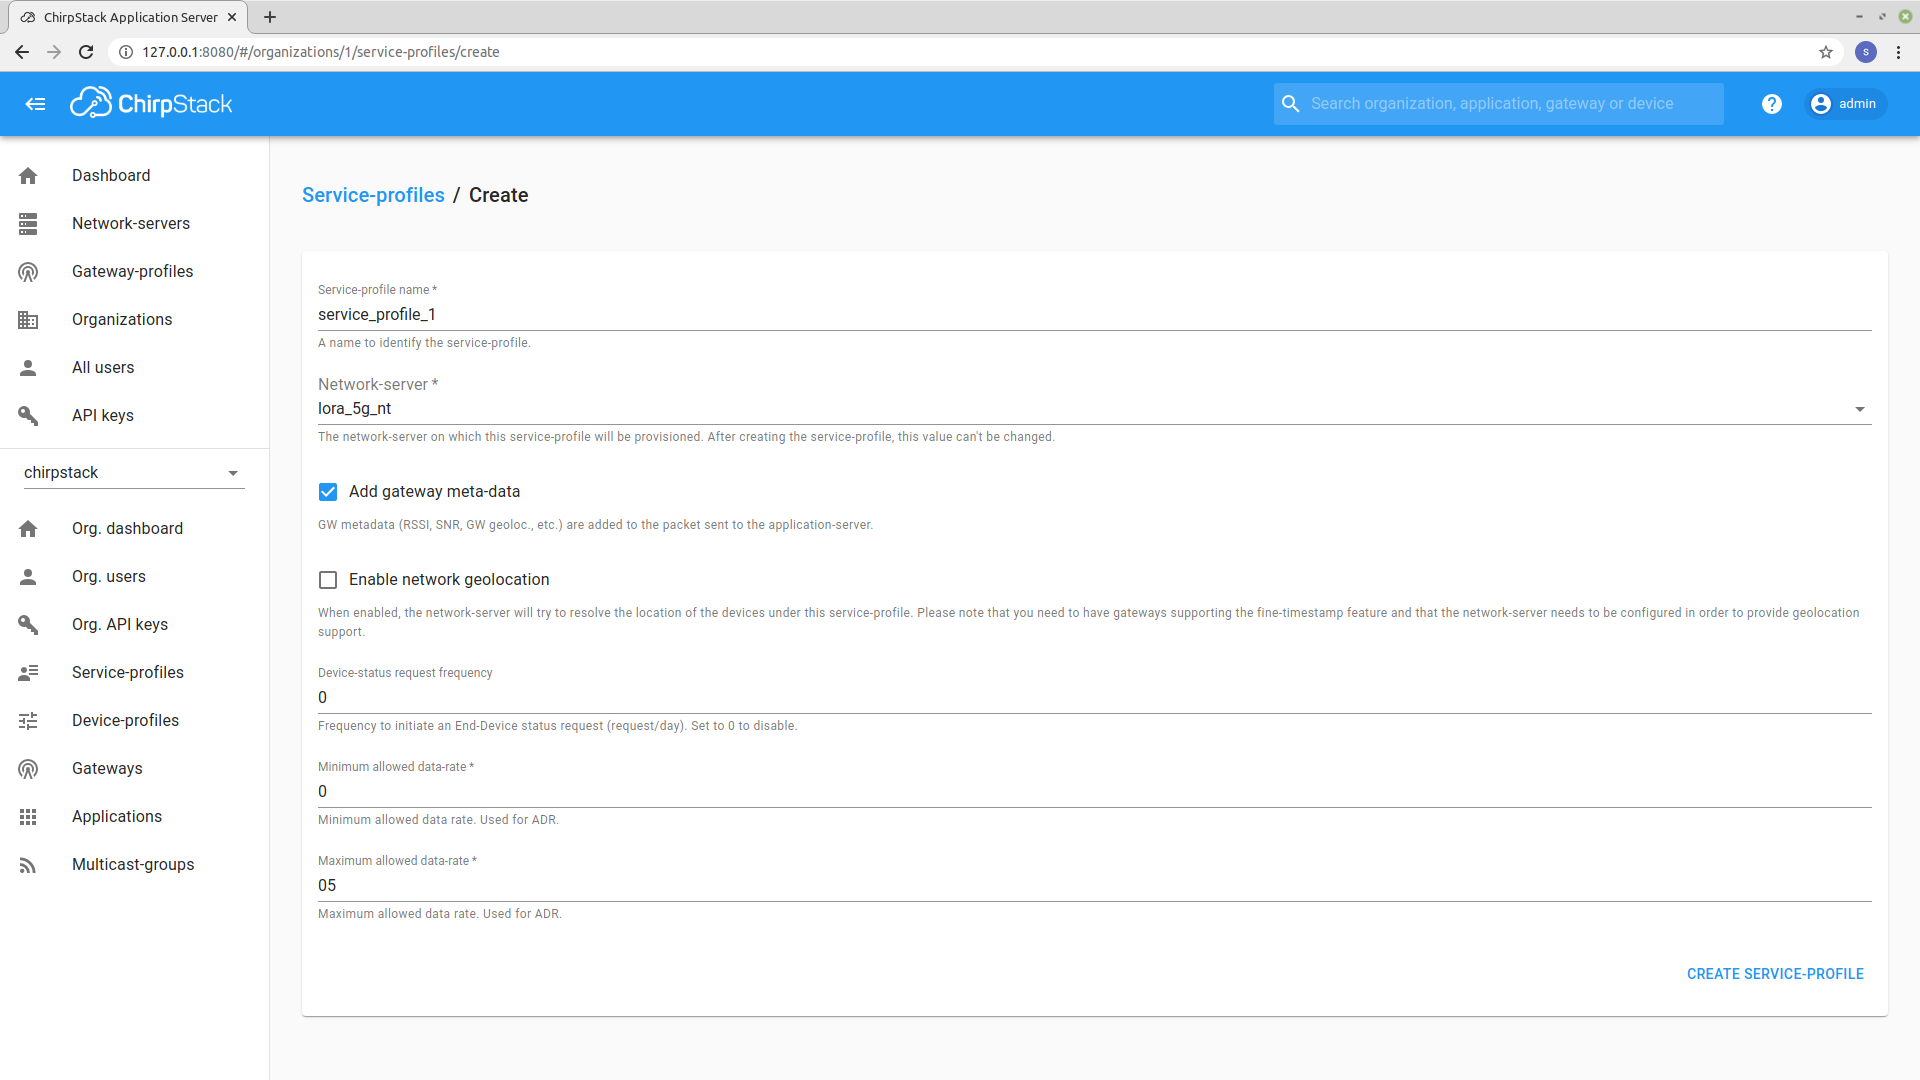 ChirpStack Application Server
127.0.0.1:8080/#/organizations/1/service-profiles/create
S
ChirpStack
Search organization, application, gateway or device
? admin
Dashboard
Network-servers
Gateway-profiles
Organizations
All users
API keys
chirpstack
Org. dashboard
Org. users
Org. API keys
Service-profiles
Device-profiles
Gateways
Applications
Multicast-groups
Service-profiles / Create
Service-profile name *
service_profile_1
A name to identify the service-profile.
Network-server *
lora_5g_nt
The network-server on which this service-profile will be provisioned. After creating the service-profile, this value can't be changed.
Add gateway meta-data
GW metadata (RSSI, SNR, GW geoloc., etc.) are added to the packet sent to the application-server.
Enable network geolocation
When enabled, the network-server will try to resolve the location of the devices under this service-profile. Please note that you need to have gateways supporting the fine-timestamp feature and that the network-server needs to be configured in order to provide geolocation
support.
Device-status request frequency
0
Frequency to initiate an End-Device status request (request/day). Set to 0 to disable.
Minimum allowed data-rate *
0
Minimum allowed data rate. Used for ADR.
Maximum allowed data-rate *
05
Maximum allowed data rate. Used for ADR.
CREATE SERVICE-PROFILE